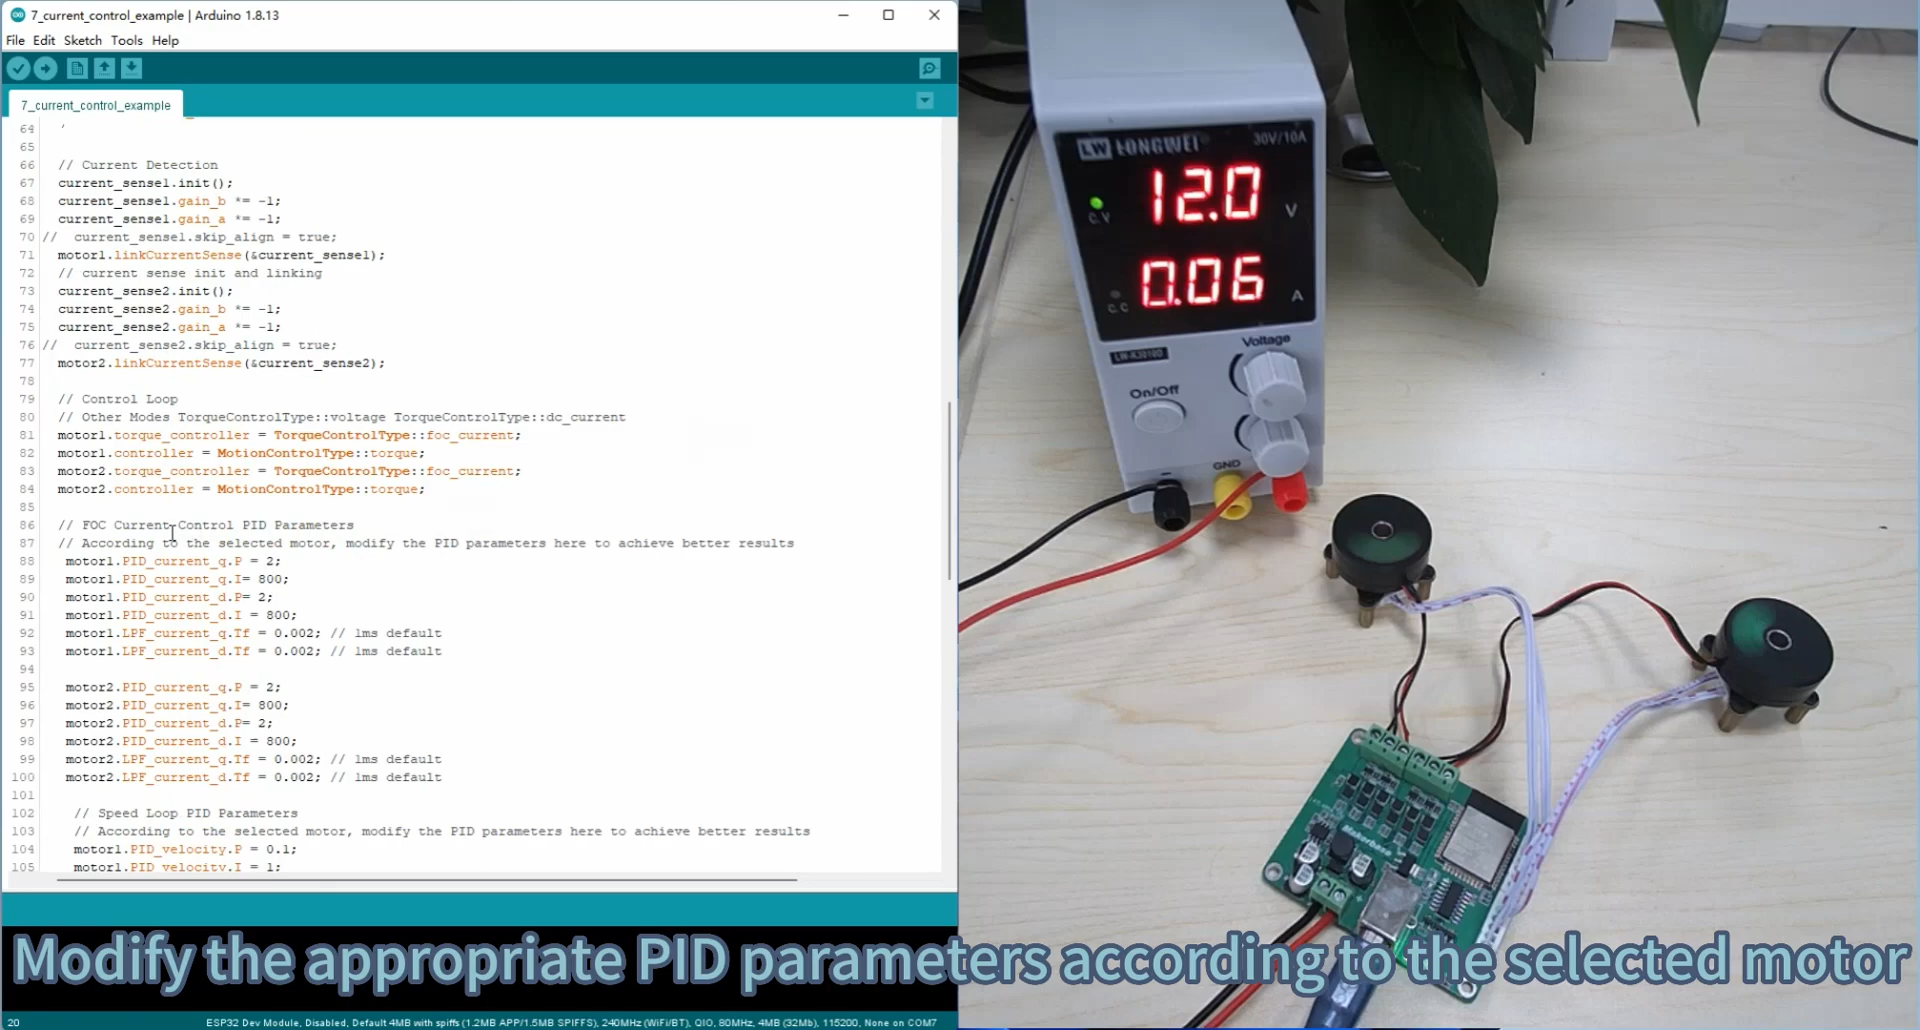 7_current_control_example | Arduino 1.8.13
File Edit Sketch Tools Help
7_current_control_example
64
65
66 // Current Detection
67 current_sense1.init();
68 current_sense1.gain_b *= -1;
69 current_sense1.gain_a *= -1;
70 // current_sense1.skip_align = true;
71 motor1.linkCurrentSense(&current_sense1);
72 // current sense init and linking
73 current_sense2.init();
74 current_sense2.gain_b *= -1;
75 current_sense2.gain_a *= -1;
76 // current_sense2.skip_align = true;
77 motor2.linkCurrentSense(&current_sense2);
78
79 // Control Loop
80 // Other Modes TorqueControlType::voltage TorqueControlType::dc_current
81 motor1.torque_controller = TorqueControlType::foc_current;
82 motor1.controller = MotionControlType::torque;
83 motor2.torque_controller = TorqueControlType::foc_current;
84 motor2.controller = MotionControlType::torque;
85
86 // FOC Current Control PID Parameters
87 // According to the selected motor, modify the PID parameters here to achieve better results
88 motor1.PID_current_q.P = 2;
89 motor1.PID_current_q.I= 800;
90 motor1.PID_current_d.P= 2;
91 motor1.PID_current_d.I = 800;
92 motor1.LPF_current_q.Tf = 0.002; // 1ms default
93 motor1.LPF_current_d.Tf = 0.002; // 1ms default
94
95 motor2.PID_current_q.P = 2;
96 motor2.PID_current_q.I= 800;
97 motor2.PID_current_d.P= 2;
98 motor2.PID_current_d.I = 800;
99 motor2.LPF_current_q.Tf = 0.002; // 1ms default
100 motor2.LPF_current_d.Tf = 0.002; // 1ms default
101
102 // Speed Loop PID Parameters
103 // According to the selected motor, modify the PID parameters here to achieve better results
104 motor1.PID_velocity.P = 0.1;
105 motor1.PID_velocity.I = 1;
LW LONGWEI 30V/10A
12.0 V
C.V
0.06 A
C.C
LW-K3010D
Voltage
On/Off
GND
Makerbase
Modify the appropriate PID parameters according to the selected motor
20 ESP32 Dev Module, Disabled, Default 4MB with spiffs (1.2MB APP/1.5MB SPIFFS), 240MHz (WiFi/BT), QIO, 80MHz, 4MB (32Mb), 115200, None on COM7